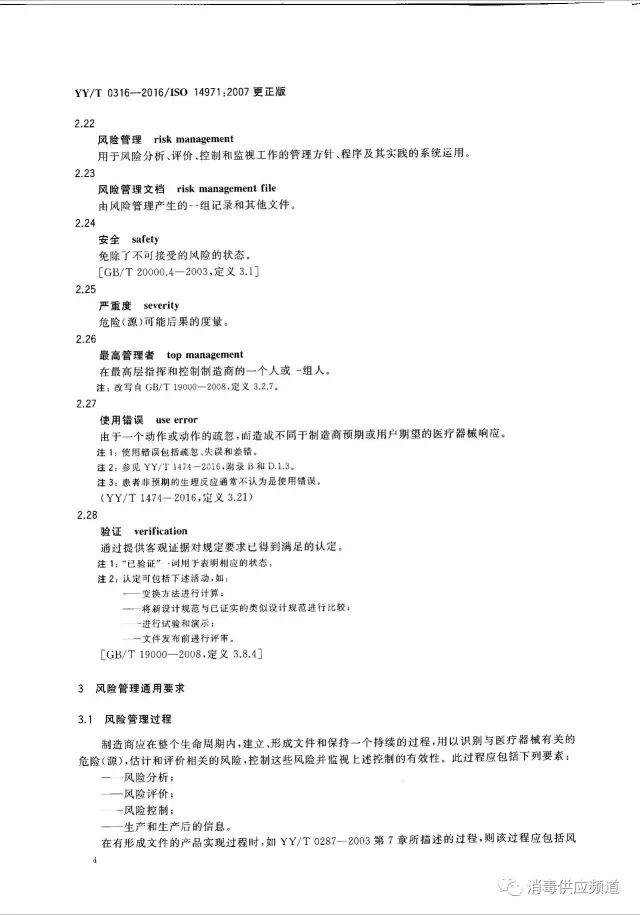 YY/T 0316—2016/ISO 14971:2007更正版
2.22
风险管理 risk management
用于风险分析、评价、控制和监视工作的管理方针、程序及其实践的系统运用。
2.23
风险管理文档 risk management file
由风险管理产生的一组记录和其他文件。
2.24
安全 safety
免除了不可接受的风险的状态。
[GB/T 20000.4—2003,定义 3.1]
2.25
严重度 severity
危险(源)可能后果的度量。
2.26
最高管理者 top management
在最高层指挥和控制制造商的一个人或一组人。
注:改写自 GB/T 19000—2008,定义 3.2.7。
2.27
使用错误 use error
由于一个动作或动作的疏忽,而造成不同于制造商预期或用户期望的医疗器械响应。
注 1:使用错误包括疏忽、失误和差错。
注 2:参见 YY/T 1474—2016,附录 B 和 D.1.3。
注 3:患者非预期的生理反应通常不认为是使用错误。
(YY/T 1474—2016,定义 3.21)
2.28
验证 verification
通过提供客观证据对规定要求已得到满足的认定。
注 1:“已验证”一词用于表明相应的状态。
注 2:认定可包括下述活动,如:
——变换方法进行计算;
——将新设计规范与已证实的类似设计规范进行比较;
——进行试验和演示;
——文件发布前进行评审。
[GB/T 19000—2008,定义 3.8.4]
3 风险管理通用要求
3.1 风险管理过程
制造商应在整个生命周期内,建立、形成文件和保持一个持续的过程,用以识别与医疗器械有关的
危险(源),估计和评价相关的风险,控制这些风险并监视上述控制的有效性。此过程应包括下列要素:
——风险分析;
——风险评价;
——风险控制;
——生产和生产后的信息。
在有形成文件的产品实现过程时,如 YY/T 0287—2003 第 7 章所描述的过程,则该过程应包括风
4
消毒供应频道